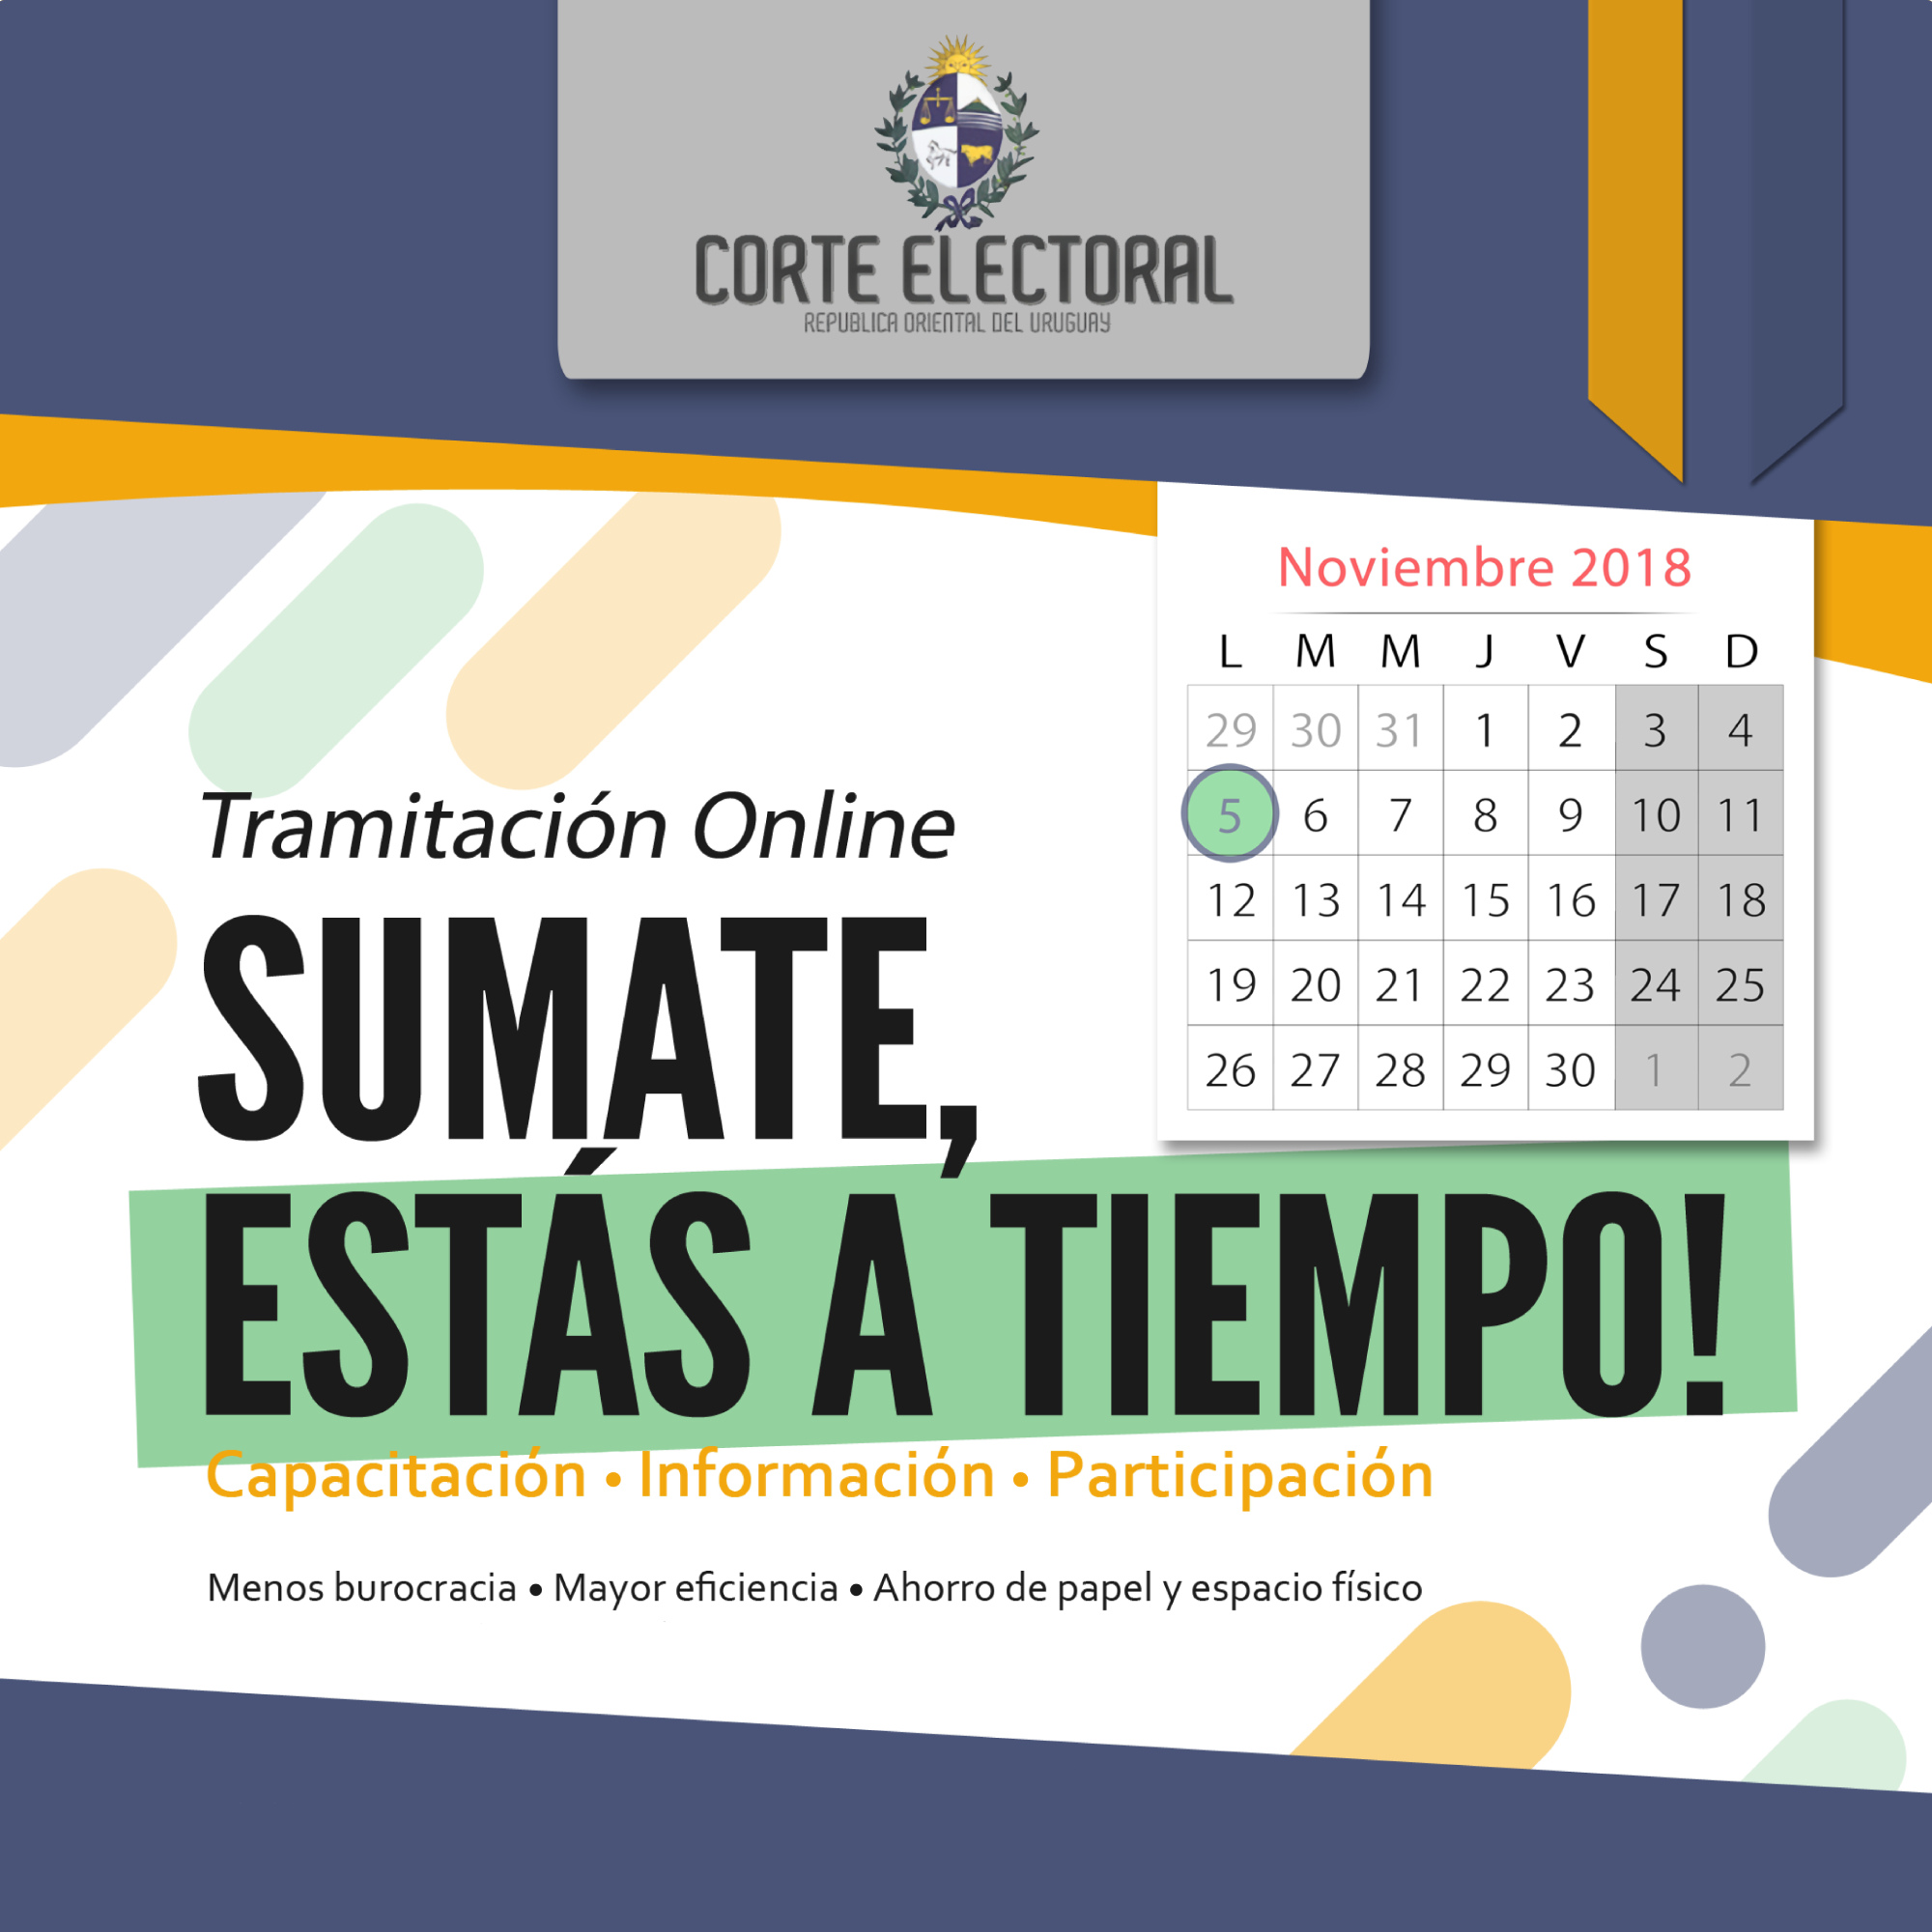 CORTE ELECTORAL
REPUBLICA ORIENTAL DEL URUGUAY
Noviembre 2018
L M M J V S D
29 30 31 1 2 3 4
5 6 7 8 9 10 11
12 13 14 15 16 17 18
19 20 21 22 23 24 25
26 27 28 29 30 1 2
Tramitación Online
SUMATE,
ESTÁS A TIEMPO!
Capacitación • Información • Participación
Menos burocracia • Mayor eficiencia • Ahorro de papel y espacio físico